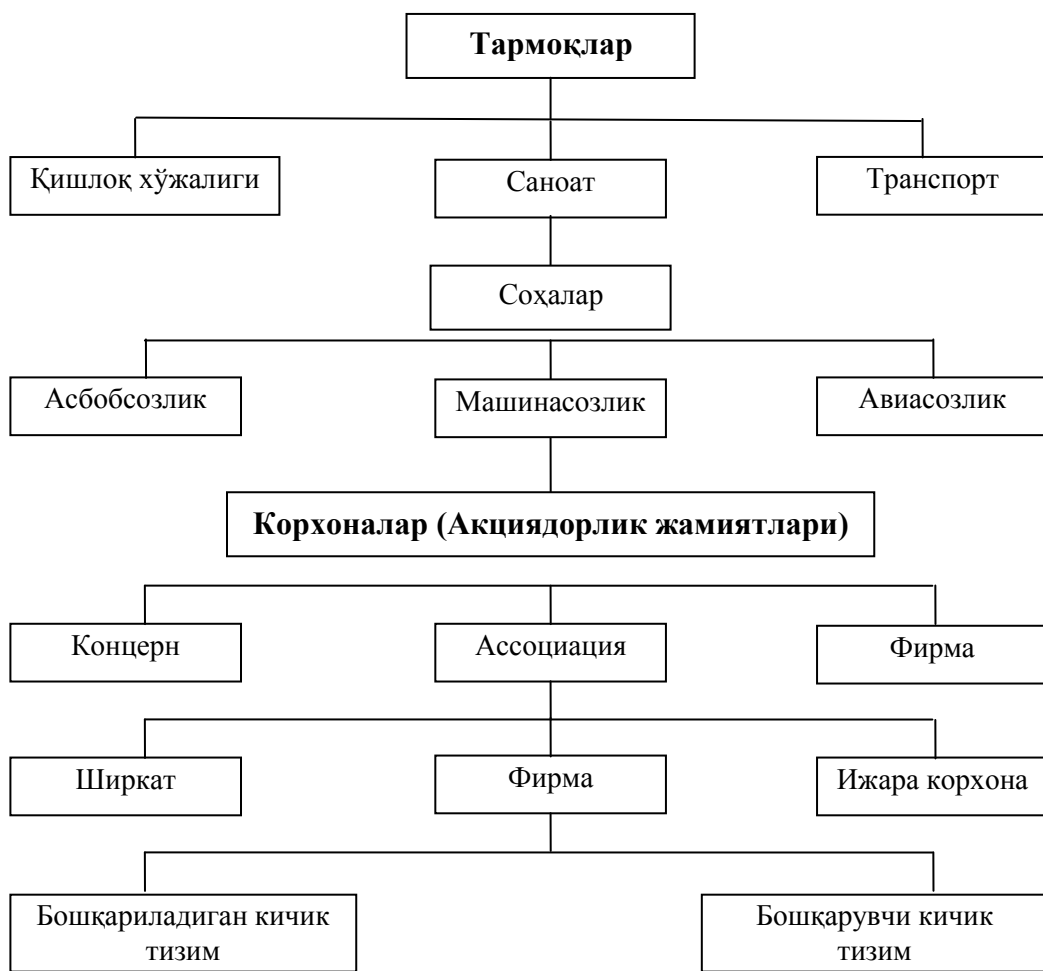 Тармоқлар
Қишлоқ хўжалиги
Саноат
Транспорт
Соҳалар
Асбобсозлик
Машинасозлик
Авиасозлик
Корхоналар (Акциядорлик жамиятлари)
Концерн
Ассоциация
Фирма
Ширкат
Фирма
Ижара корхона
Бошқариладиган кичик
тизим
Бошқарувчи кичик
тизим